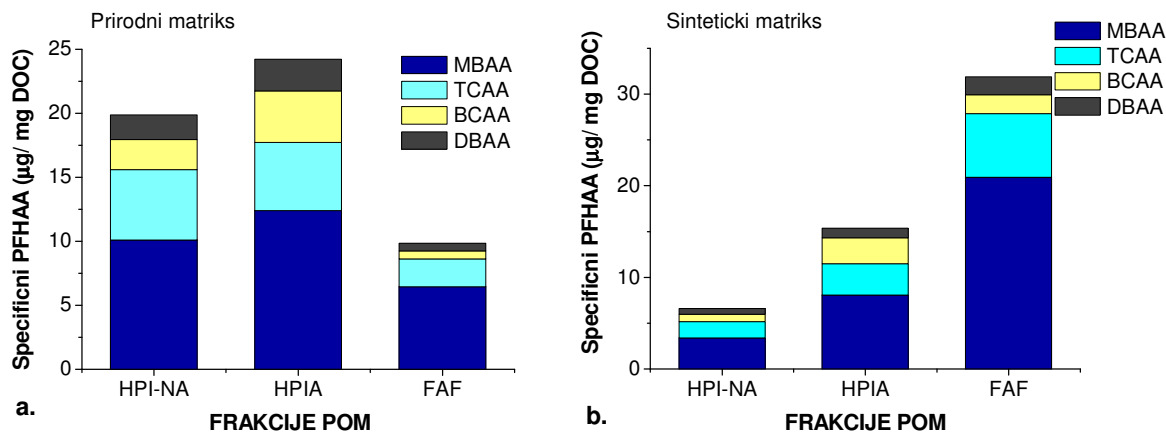 Prirodni matriks
Specificni PFHAA (µg/ mg DOC)
25
20
15
10
5
0
MBAA
TCAA
BCAA
DBAA
HPI-NA HPIA FAF
a.
FRAKCIJE POM
Sinteticki matriks
Specificni PFHAA (µg/ mg DOC)
30
20
10
0
MBAA
TCAA
BCAA
DBAA
HPI-NA HPIA FAF
b.
FRAKCIJE POM